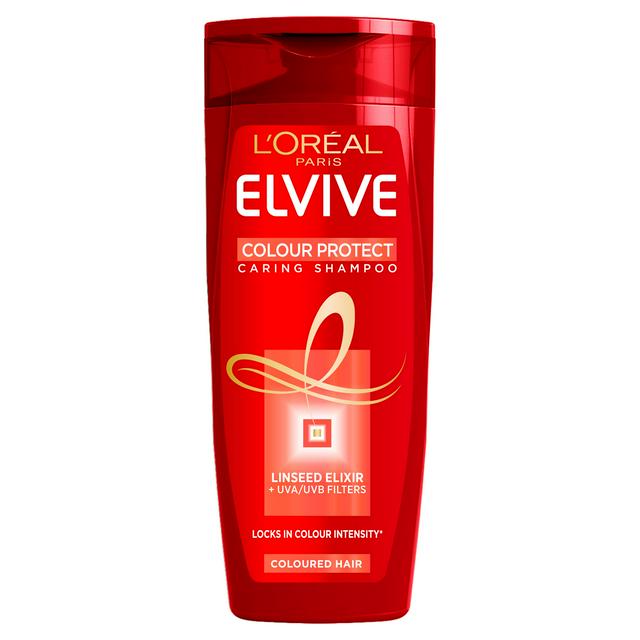 L'ORÉAL
PARIS
ELVIVE
COLOUR PROTECT
CARING SHAMPOO
LINSEED ELIXIR
+ UVA/UVB FILTERS
LOCKS IN COLOUR INTENSITY*
COLOURED HAIR